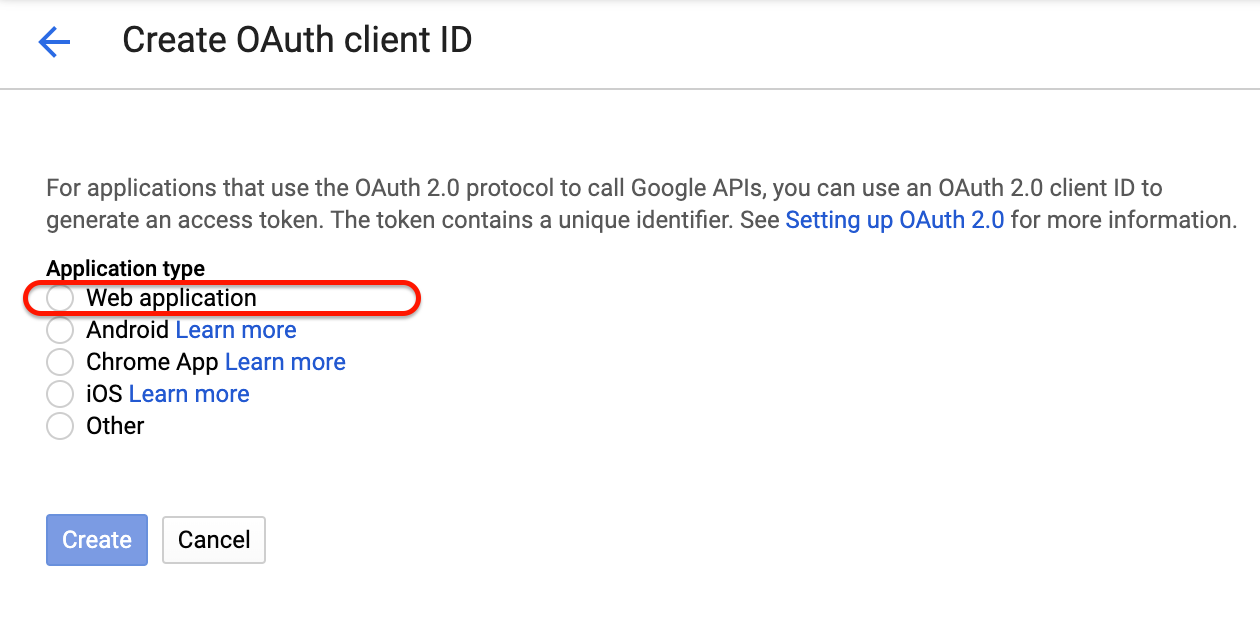 Create OAuth client ID
For applications that use the OAuth 2.0 protocol to call Google APIs, you can use an OAuth 2.0 client ID to
generate an access token. The token contains a unique identifier. See Setting up OAuth 2.0 for more information.
Application type
Web application
Android Learn more
Chrome App Learn more
iOS Learn more
Other
Create Cancel